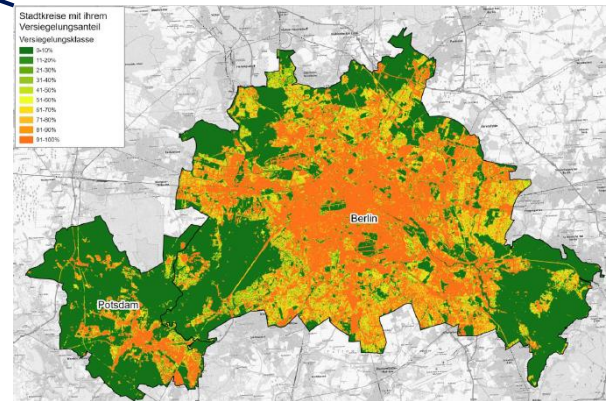 Stadtkreise mit ihrem
Versiegelungsanteil
Versiegelungsklasse
0-10%
11-20%
21-30%
31-40%
41-50%
51-60%
61-70%
71-80%
81-90%
91-100%
Berlin
Potsdam